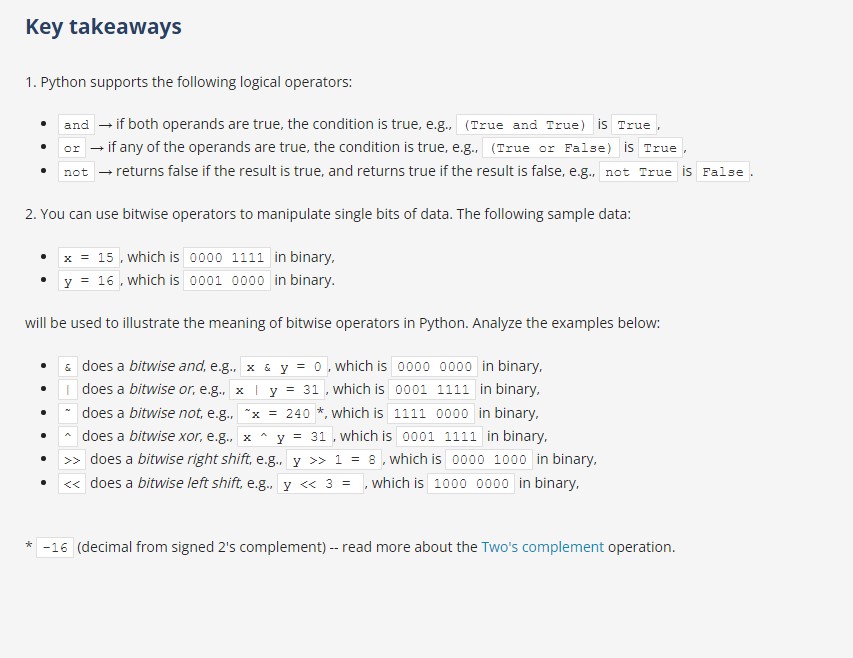 Key takeaways
1. Python supports the following logical operators:
• and → if both operands are true, the condition is true, e.g., (True and True) is True,
• or → if any of the operands are true, the condition is true, e.g., (True or False) is True,
• not → returns false if the result is true, and returns true if the result is false, e.g., not True is False.
2. You can use bitwise operators to manipulate single bits of data. The following sample data:
• x = 15, which is 0000 1111 in binary,
• y = 16, which is 0001 0000 in binary.
will be used to illustrate the meaning of bitwise operators in Python. Analyze the examples below:
• & does a bitwise and, e.g., x & y = 0, which is 0000 0000 in binary,
• | does a bitwise or, e.g., x | y = 31, which is 0001 1111 in binary,
• ~ does a bitwise not, e.g., ~x = 240*, which is 1111 0000 in binary,
• ^ does a bitwise xor, e.g., x ^ y = 31, which is 0001 1111 in binary,
• >> does a bitwise right shift, e.g., y >> 1 = 8, which is 0000 1000 in binary,
• << does a bitwise left shift, e.g., y << 3 = , which is 1000 0000 in binary,
* -16 (decimal from signed 2's complement) -- read more about the Two's complement operation.